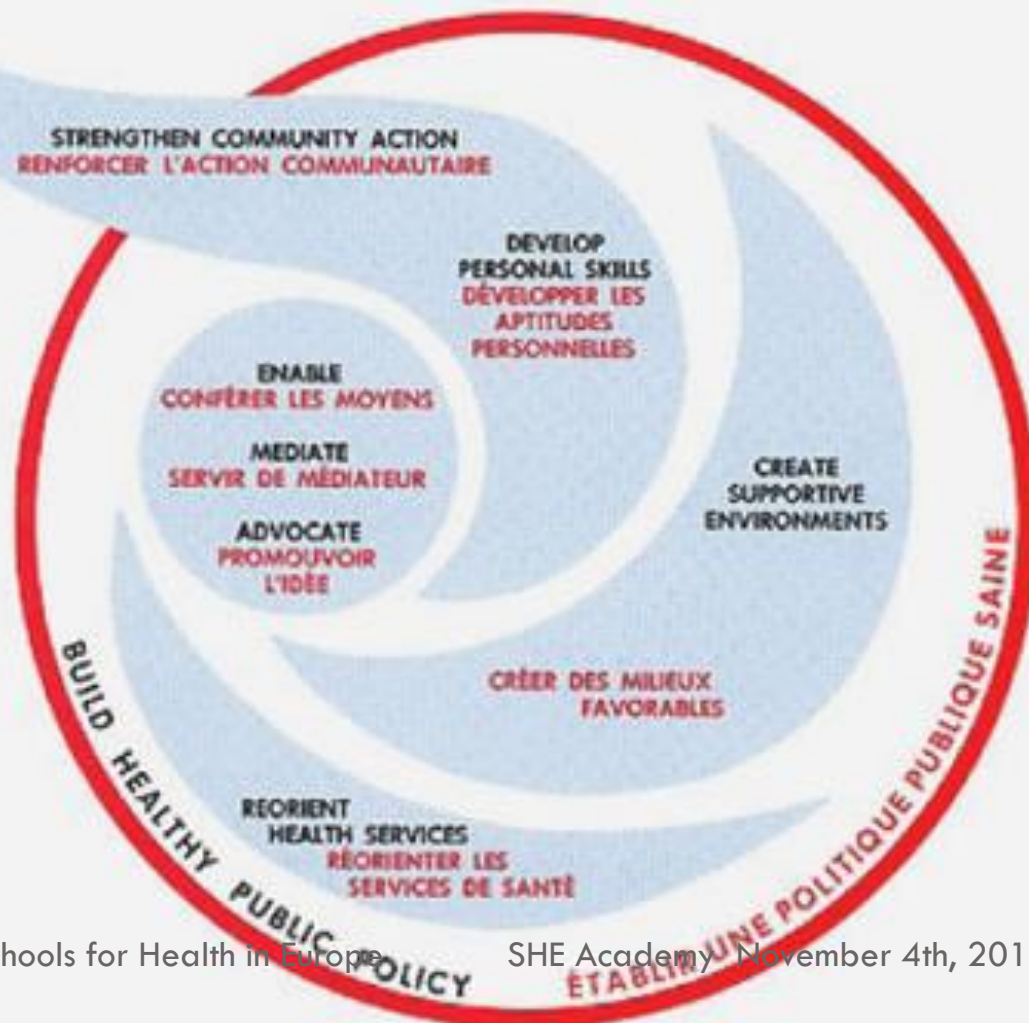 STRENGTHEN COMMUNITY ACTION
RENFORCER L'ACTION COMMUNAUTAIRE
DEVELOP
PERSONAL SKILLS
DÉVELOPPER LES
APTITUDES
PERSONNELLES
ENABLE
CONFÉRER LES MOYENS
MEDIATE
SERVIR DE MÉDIATEUR
ADVOCATE
PROMOUVOIR
L'IDÉE
CREATE
SUPPORTIVE
ENVIRONMENTS
CRÉER DES MILIEUX
FAVORABLES
REORIENT
HEALTH SERVICES
RÉORIENTER LES
SERVICES DE SANTÉ
BUILD HEALTHY PUBLIC POLICY
ÉTABLIR UNE POLITIQUE PUBLIQUE SAINE
for Health in Europe
SHE Academy November 4th,